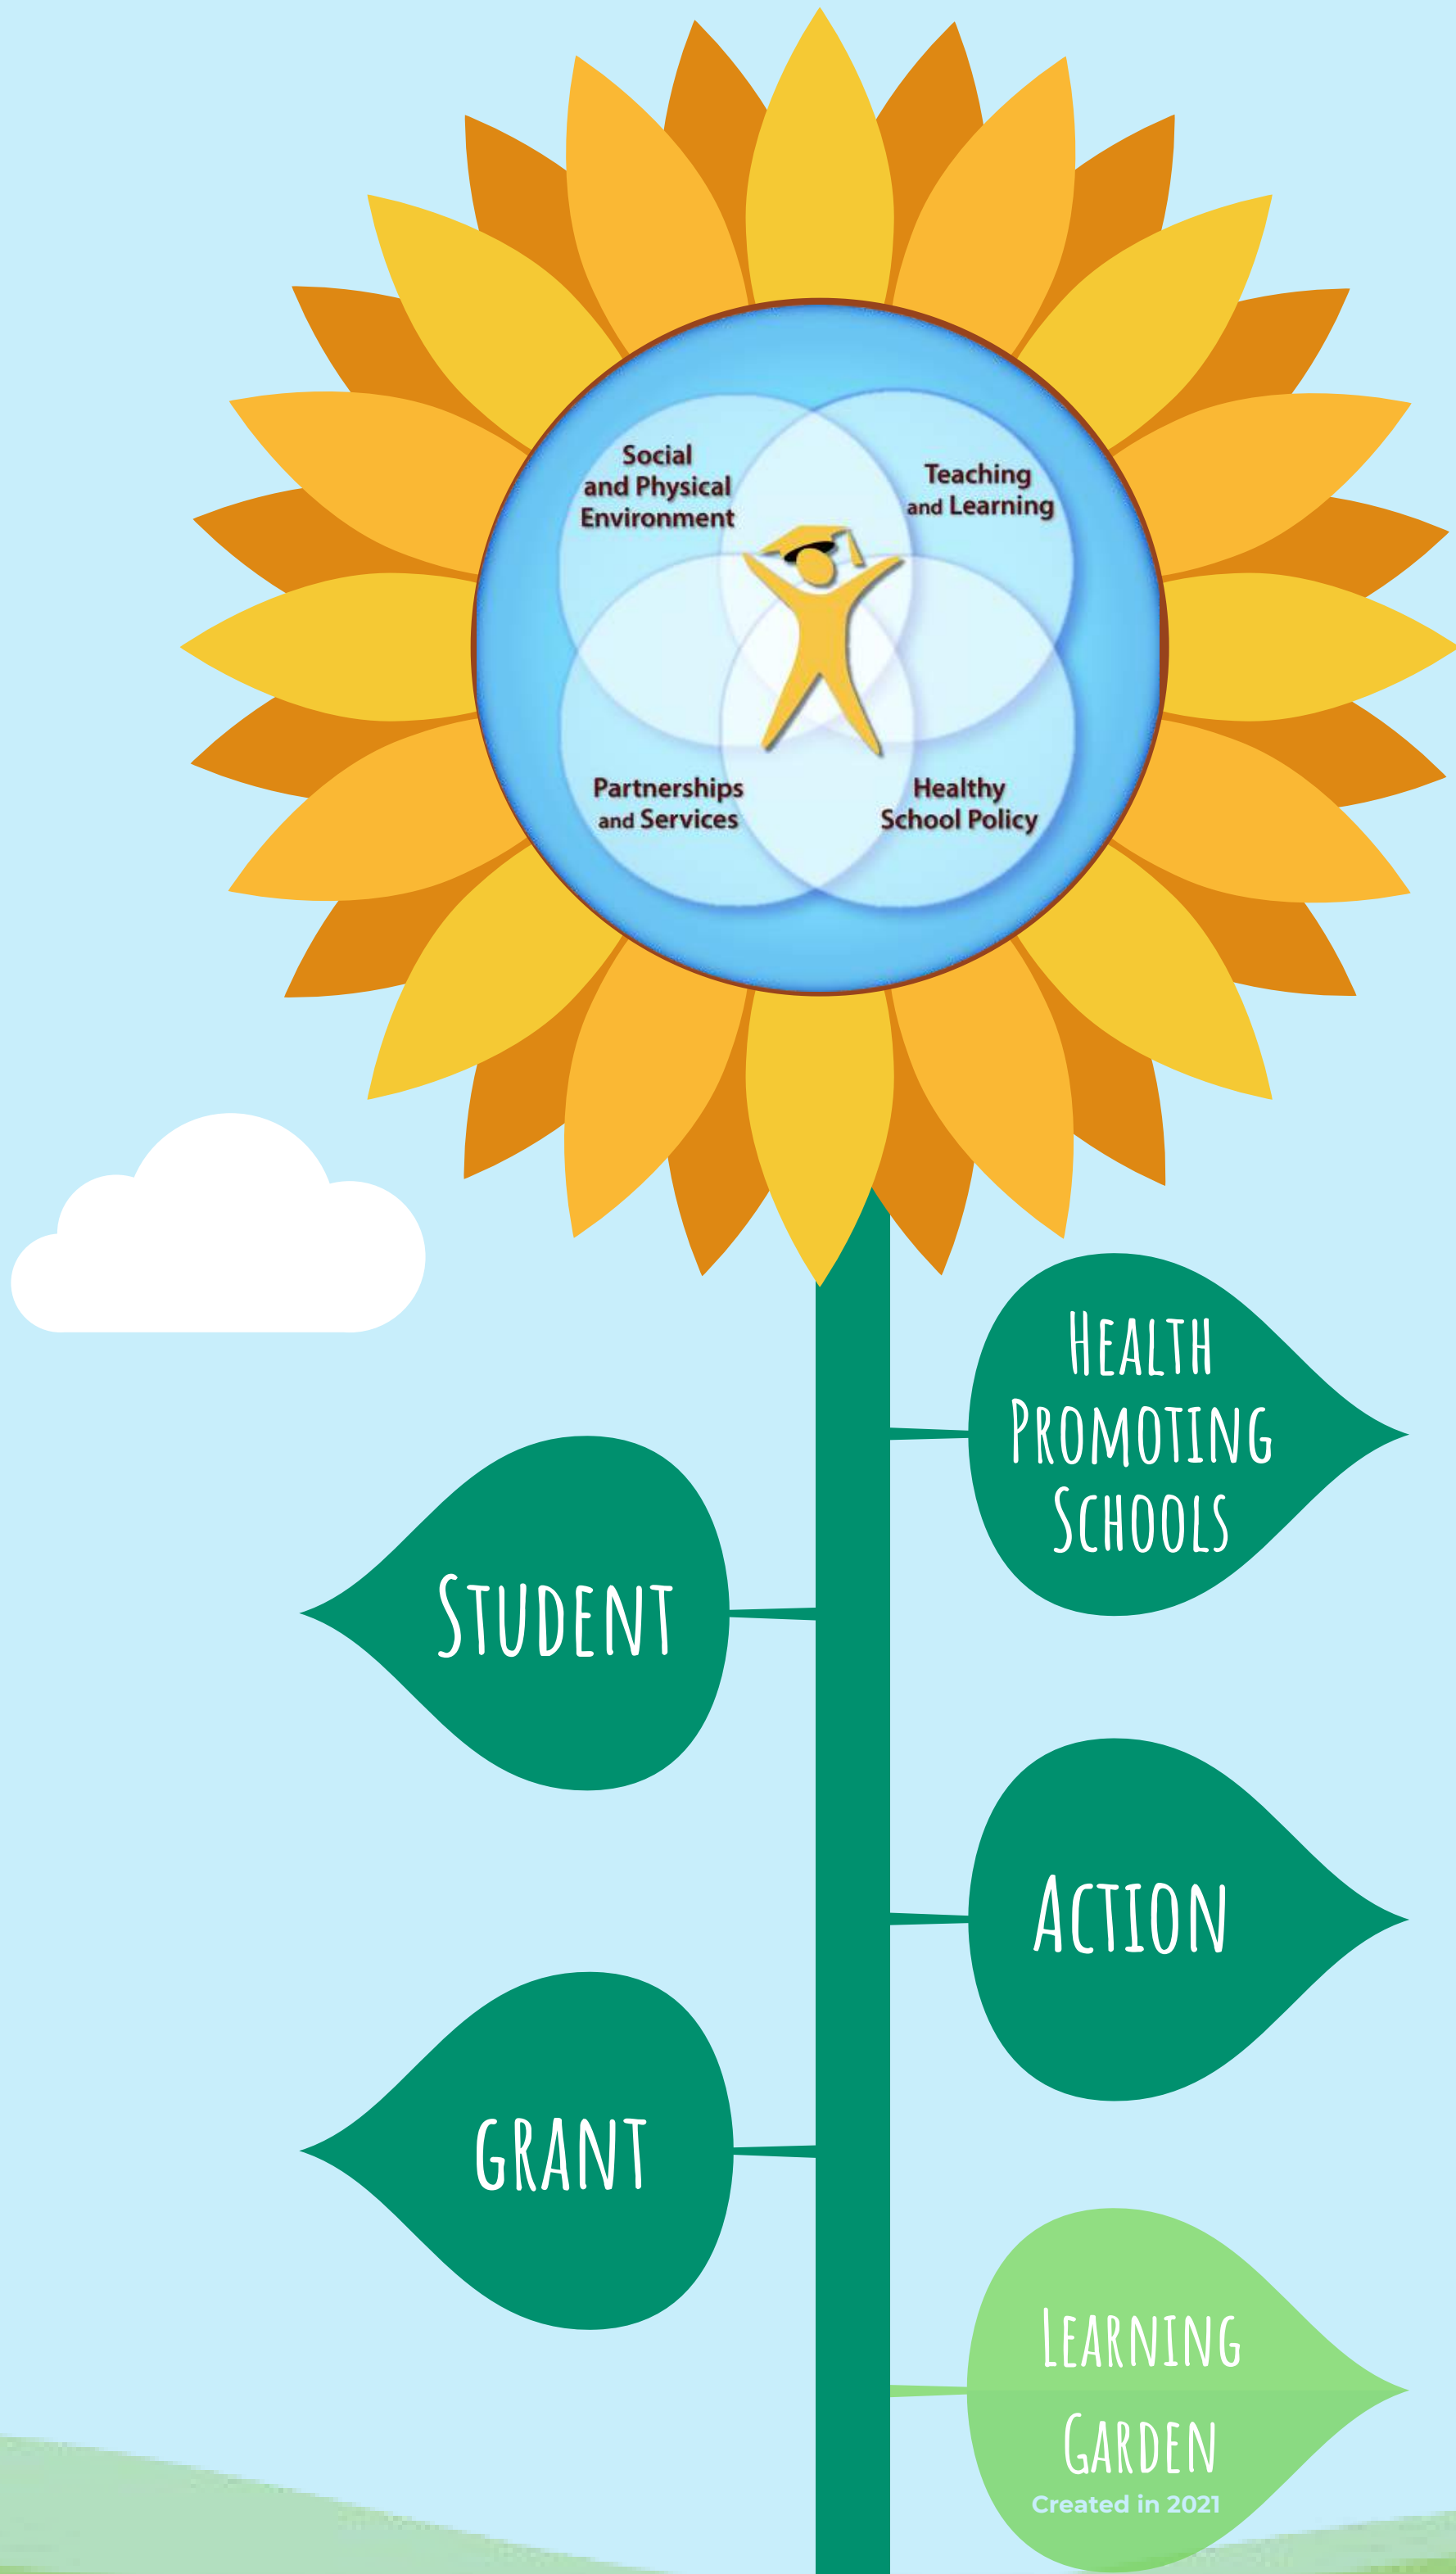 Social
and Physical
Environment
Teaching
and Learning
Partnerships
and Services
Healthy
School Policy
Health
Promoting
Schools
Student
Action
grant
Learning
Garden
Created in 2021